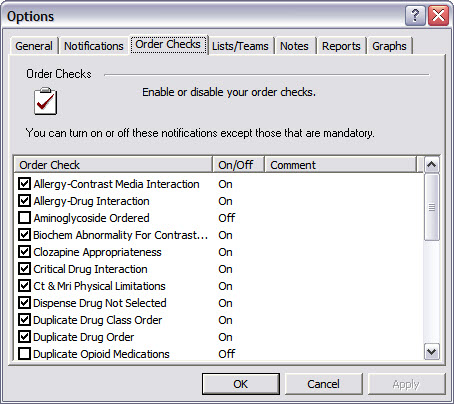 Options
General Notifications Order Checks Lists/Teams Notes Reports Graphs
Order Checks
Enable or disable your order checks.
You can turn on or off these notifications except those that are mandatory.
Order Check On/Off Comment
Allergy-Contrast Media Interaction On
Allergy-Drug Interaction On
Aminoglycoside Ordered Off
Biochem Abnormality For Contrast... On
Clozapine Appropriateness On
Critical Drug Interaction On
Ct & Mri Physical Limitations On
Dispense Drug Not Selected On
Duplicate Drug Class Order On
Duplicate Drug Order On
Duplicate Opioid Medications Off
OK Cancel Apply